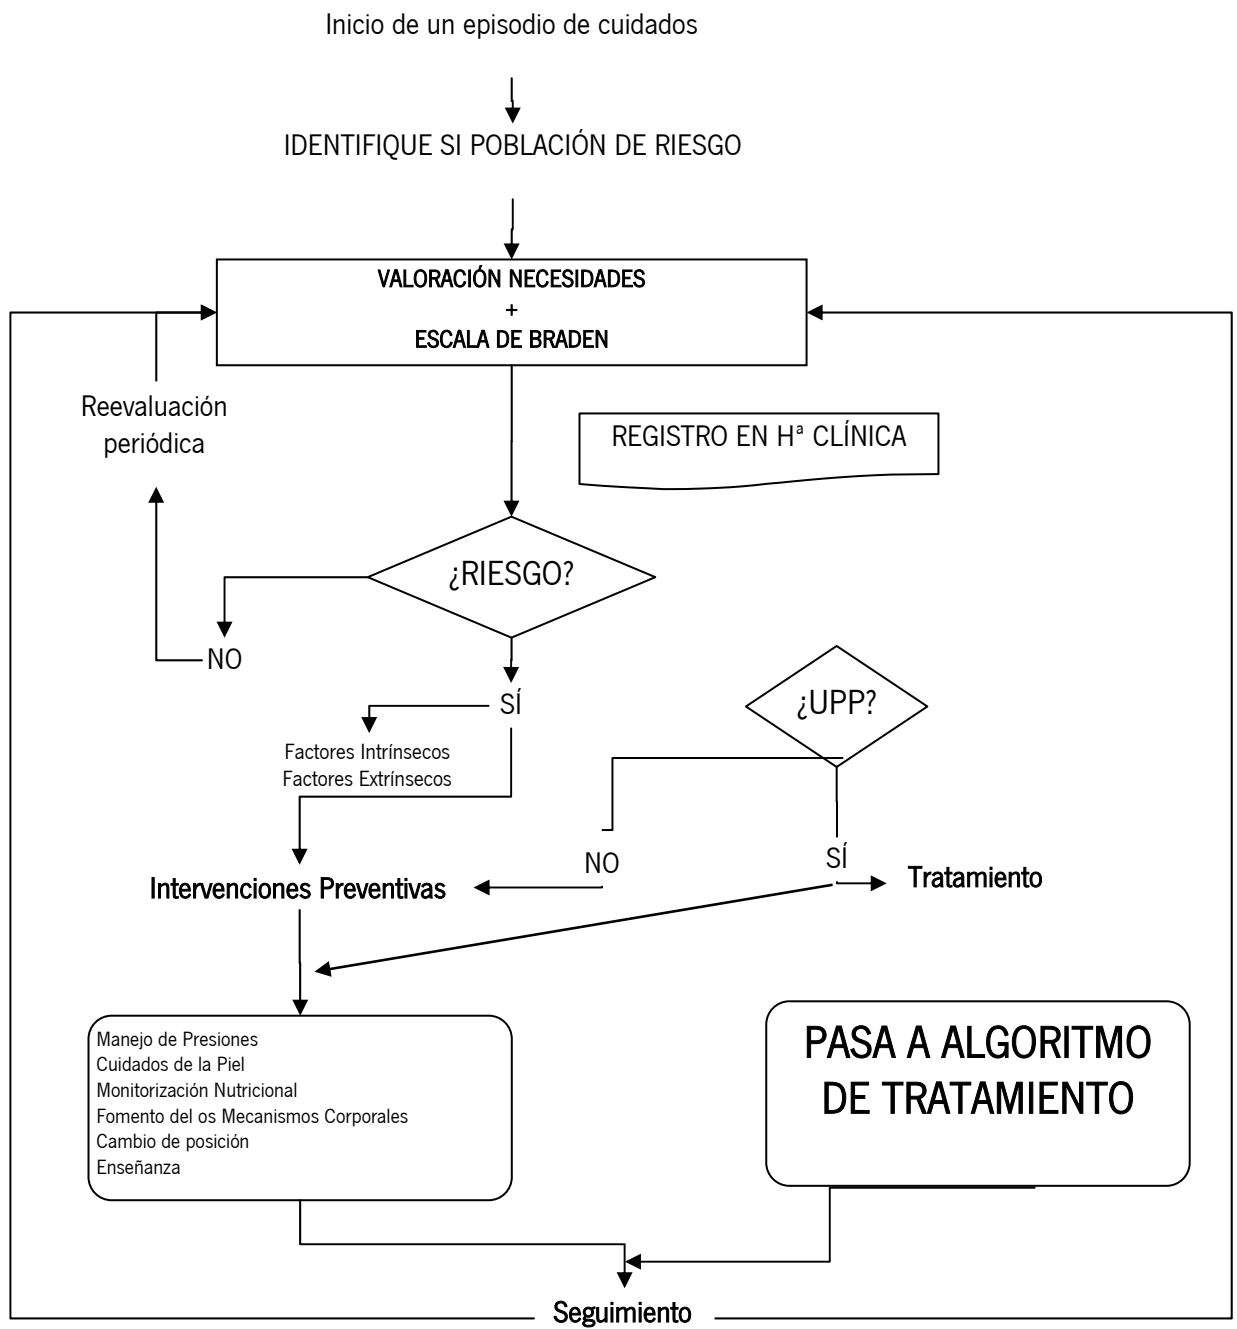 Inicio de un episodio de cuidados
IDENTIFIQUE SI POBLACIÓN DE RIESGO
VALORACIÓN NECESIDADES
+
ESCALA DE BRADEN
Reevaluación
periódica
REGISTRO EN Hª CLÍNICA
¿RIESGO?
NO
SÍ
¿UPP?
Factores Intrínsecos
Factores Extrínsecos
NO
SÍ
Intervenciones Preventivas
Tratamiento
Manejo de Presiones
Cuidados de la Piel
Monitorización Nutricional
Fomento del os Mecanismos Corporales
Cambio de posición
Enseñanza
PASA A ALGORITMO
DE TRATAMIENTO
Seguimiento